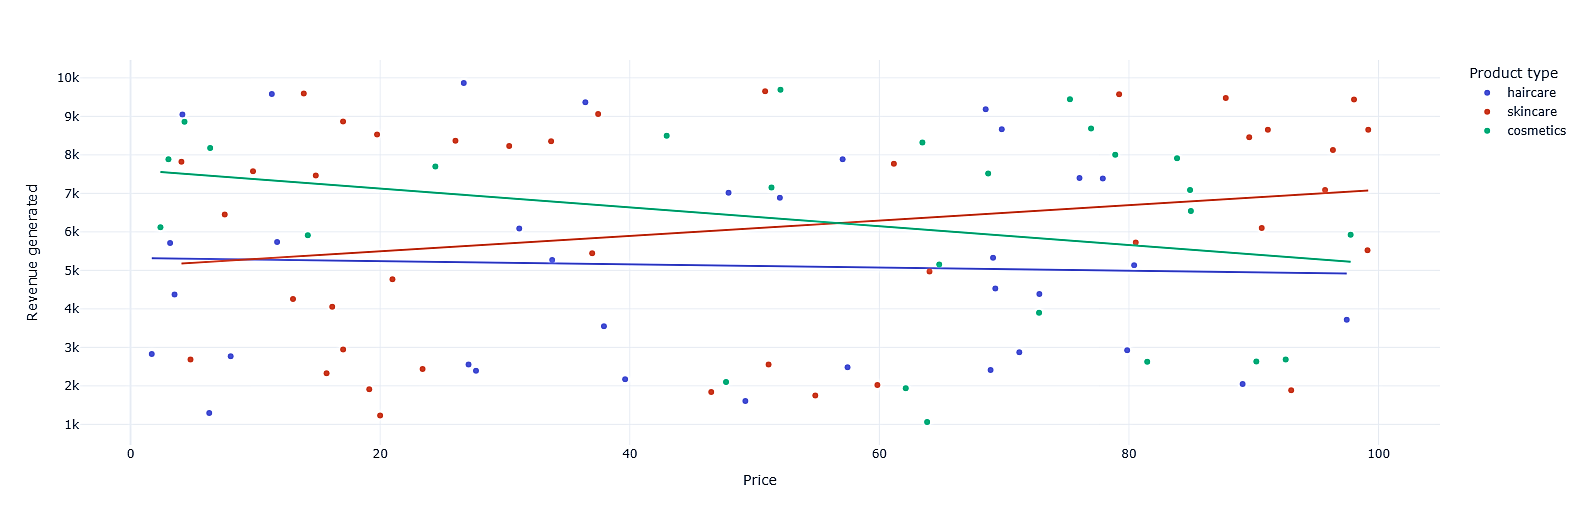 Product type
haircare
skincare
cosmetics
Revenue generated
10k
9k
8k
7k
6k
5k
4k
3k
2k
1k
0 20 40 60 80 100
Price